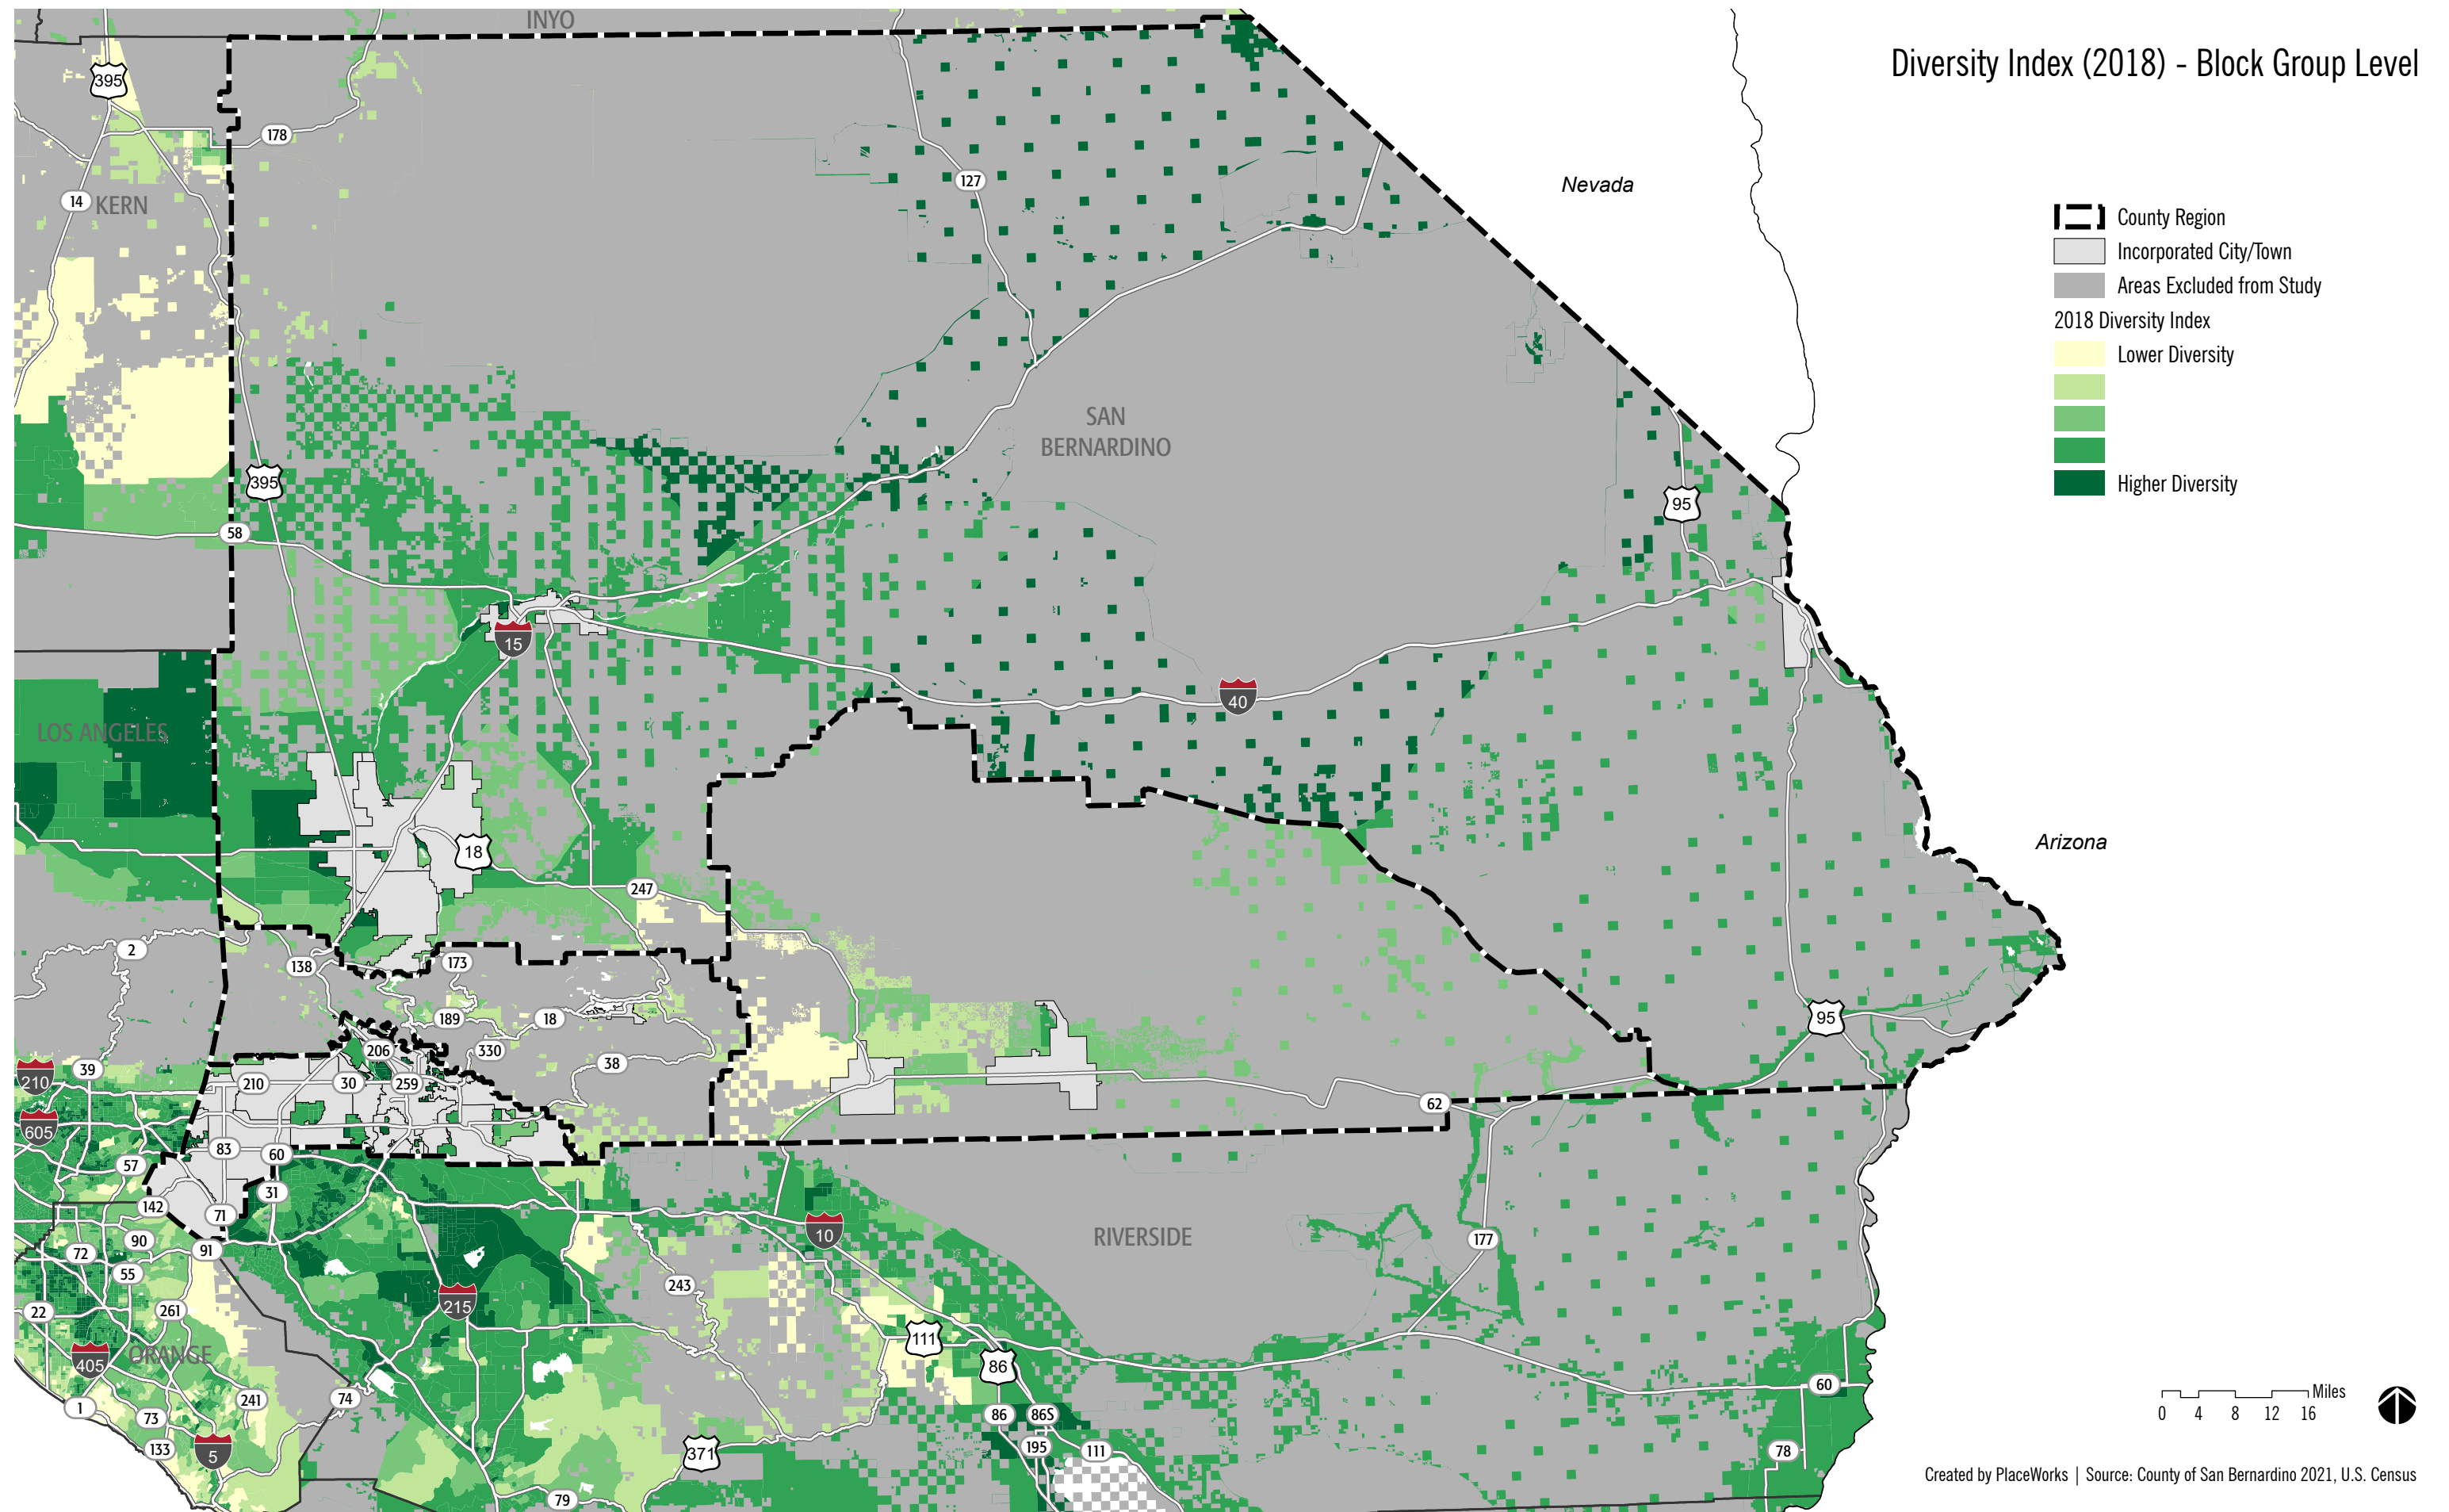 INYO
Diversity Index (2018) - Block Group Level
395
178
127
Nevada
14
KERN
County Region
Incorporated City/Town
Areas Excluded from Study
2018 Diversity Index
Lower Diversity
Higher Diversity
SAN
BERNARDINO
395
95
58
15
40
LOS ANGELES
18
Arizona
247
2
138
173
189
18
95
206
330
38
210
39
210
30
259
62
605
83
60
57
31
142
71
10
RIVERSIDE
177
90
91
72
55
243
215
22
261
111
405
ORANGE
86
60
241
74
1
73
86
86S
Miles
0 4 8 12 16
133
5
371
195
111
78
79
Created by PlaceWorks | Source: County of San Bernardino 2021, U.S. Census